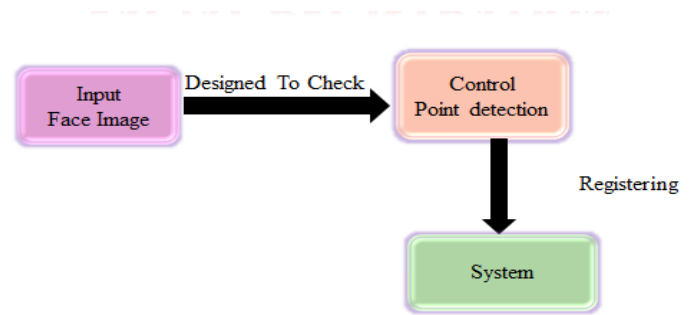 Input
Face Image
Designed To Check
Control
Point detection
Registering
System